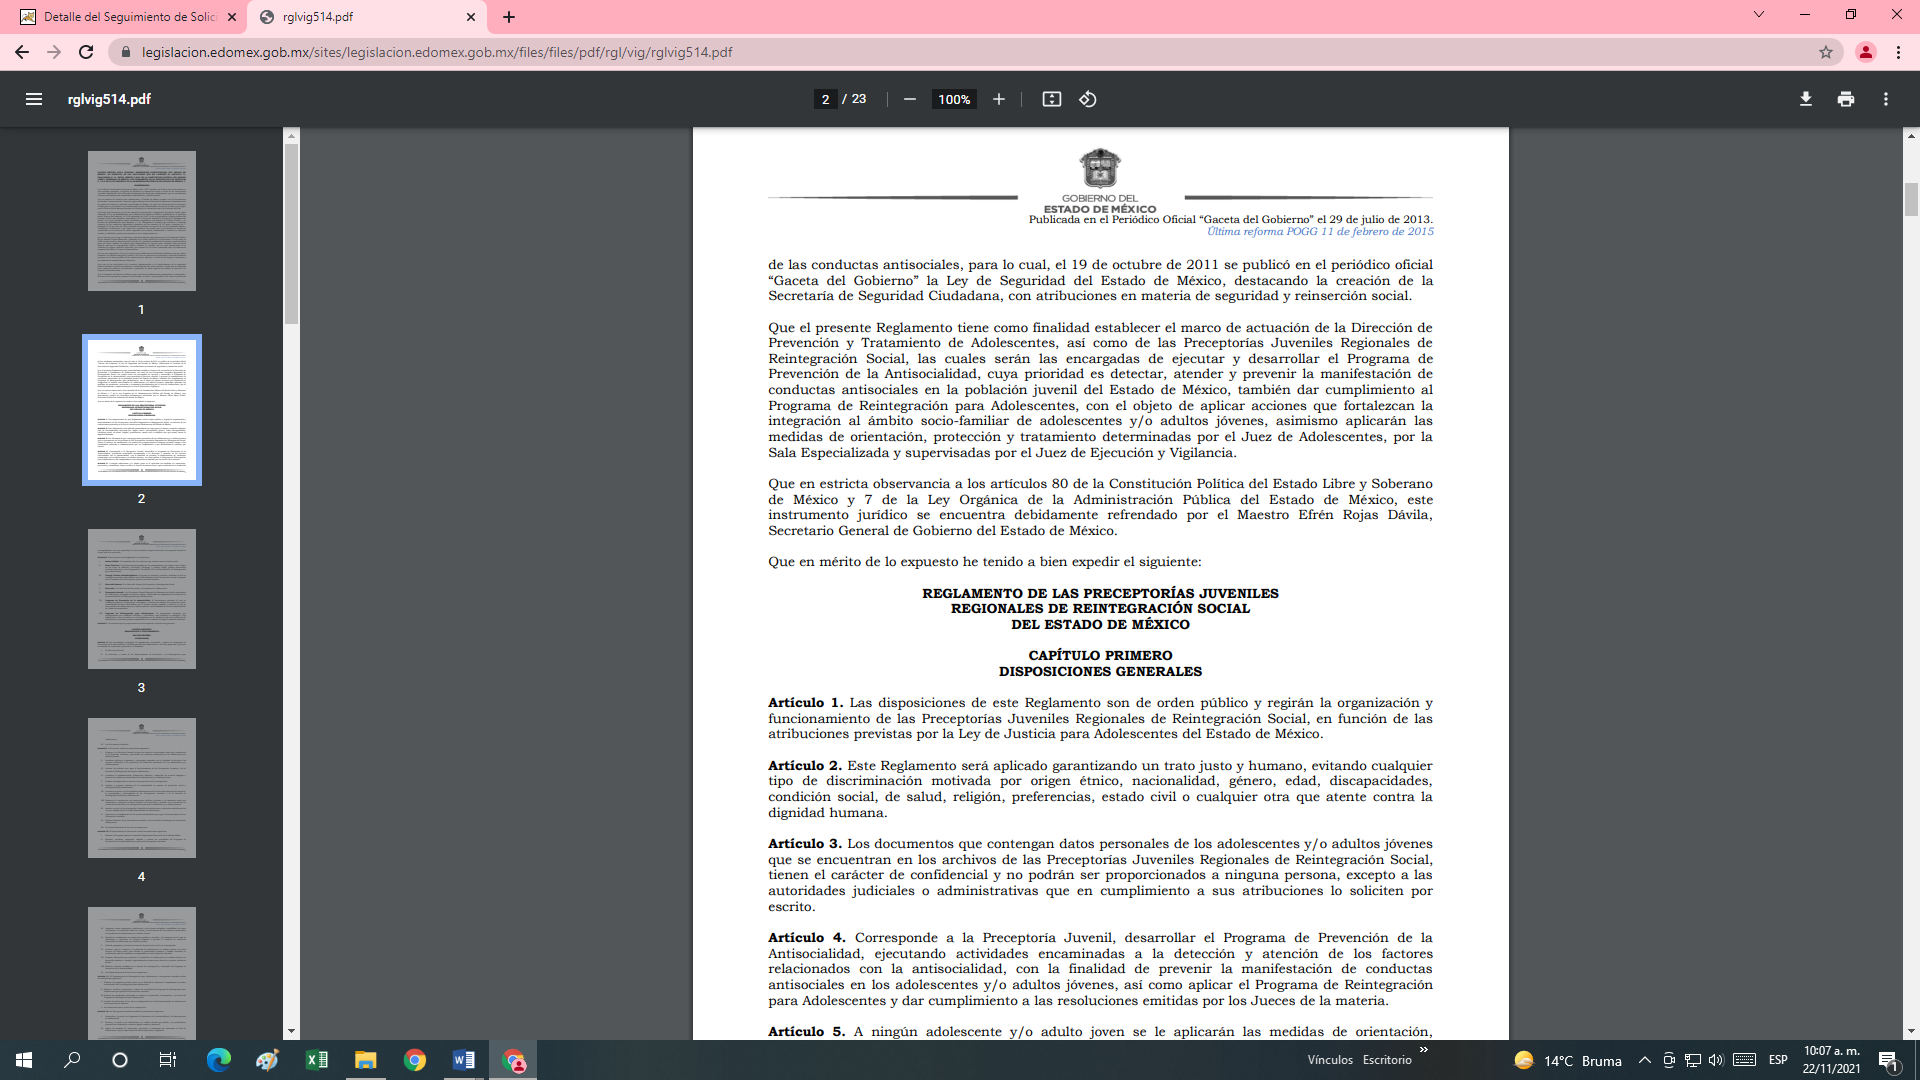 Detalle del Seguimiento de Solici
rglvig514.pdf
legislacion.edomex.gob.mx/sites/legislacion.edomex.gob.mx/files/files/pdf/rgl/vig/rglvig514.pdf
rglvig514.pdf
2 / 23
100%
1
2
3
4
GOBIERNO DEL
ESTADO DE MÉXICO
Publicada en el Periódico Oficial “Gaceta del Gobierno” el 29 de julio de 2013.
Última reforma POGG 11 de febrero de 2015
de las conductas antisociales, para lo cual, el 19 de octubre de 2011 se publicó en el periódico oficial
“Gaceta del Gobierno” la Ley de Seguridad del Estado de México, destacando la creación de la
Secretaría de Seguridad Ciudadana, con atribuciones en materia de seguridad y reinserción social.
Que el presente Reglamento tiene como finalidad establecer el marco de actuación de la Dirección de
Prevención y Tratamiento de Adolescentes, así como de las Preceptorías Juveniles Regionales de
Reintegración Social, las cuales serán las encargadas de ejecutar y desarrollar el Programa de
Prevención de la Antisocialidad, cuya prioridad es detectar, atender y prevenir la manifestación de
conductas antisociales en la población juvenil del Estado de México, también dar cumplimiento al
Programa de Reintegración para Adolescentes, con el objeto de aplicar acciones que fortalezcan la
integración al ámbito socio-familiar de adolescentes y/o adultos jóvenes, asimismo aplicarán las
medidas de orientación, protección y tratamiento determinadas por el Juez de Adolescentes, por la
Sala Especializada y supervisadas por el Juez de Ejecución y Vigilancia.
Que en estricta observancia a los artículos 80 de la Constitución Política del Estado Libre y Soberano
de México y 7 de la Ley Orgánica de la Administración Pública del Estado de México, este
instrumento jurídico se encuentra debidamente refrendado por el Maestro Efrén Rojas Dávila,
Secretario General de Gobierno del Estado de México.
Que en mérito de lo expuesto he tenido a bien expedir el siguiente:
REGLAMENTO DE LAS PRECEPTORÍAS JUVENILES
REGIONALES DE REINTEGRACIÓN SOCIAL
DEL ESTADO DE MÉXICO
CAPÍTULO PRIMERO
DISPOSICIONES GENERALES
Artículo 1. Las disposiciones de este Reglamento son de orden público y regirán la organización y
funcionamiento de las Preceptorías Juveniles Regionales de Reintegración Social, en función de las
atribuciones previstas por la Ley de Justicia para Adolescentes del Estado de México.
Artículo 2. Este Reglamento será aplicado garantizando un trato justo y humano, evitando cualquier
tipo de discriminación motivada por origen étnico, nacionalidad, género, edad, discapacidades,
condición social, de salud, religión, preferencias, estado civil o cualquier otra que atente contra la
dignidad humana.
Artículo 3. Los documentos que contengan datos personales de los adolescentes y/o adultos jóvenes
que se encuentran en los archivos de las Preceptorías Juveniles Regionales de Reintegración Social,
tienen el carácter de confidencial y no podrán ser proporcionados a ninguna persona, excepto a las
autoridades judiciales o administrativas que en cumplimiento a sus atribuciones lo soliciten por
escrito.
Artículo 4. Corresponde a la Preceptoría Juvenil, desarrollar el Programa de Prevención de la
Antisocialidad, ejecutando actividades encaminadas a la detección y atención de los factores
relacionados con la antisocialidad, con la finalidad de prevenir la manifestación de conductas
antisociales en los adolescentes y/o adultos jóvenes, así como aplicar el Programa de Reintegración
para Adolescentes y dar cumplimiento a las resoluciones emitidas por los Jueces de la materia.
Artículo 5. A ningún adolescente y/o adulto joven se le aplicarán las medidas de orientación,
Vínculos Escritorio
14°C Bruma
ESP
10:07 a. m.
22/11/2021
1